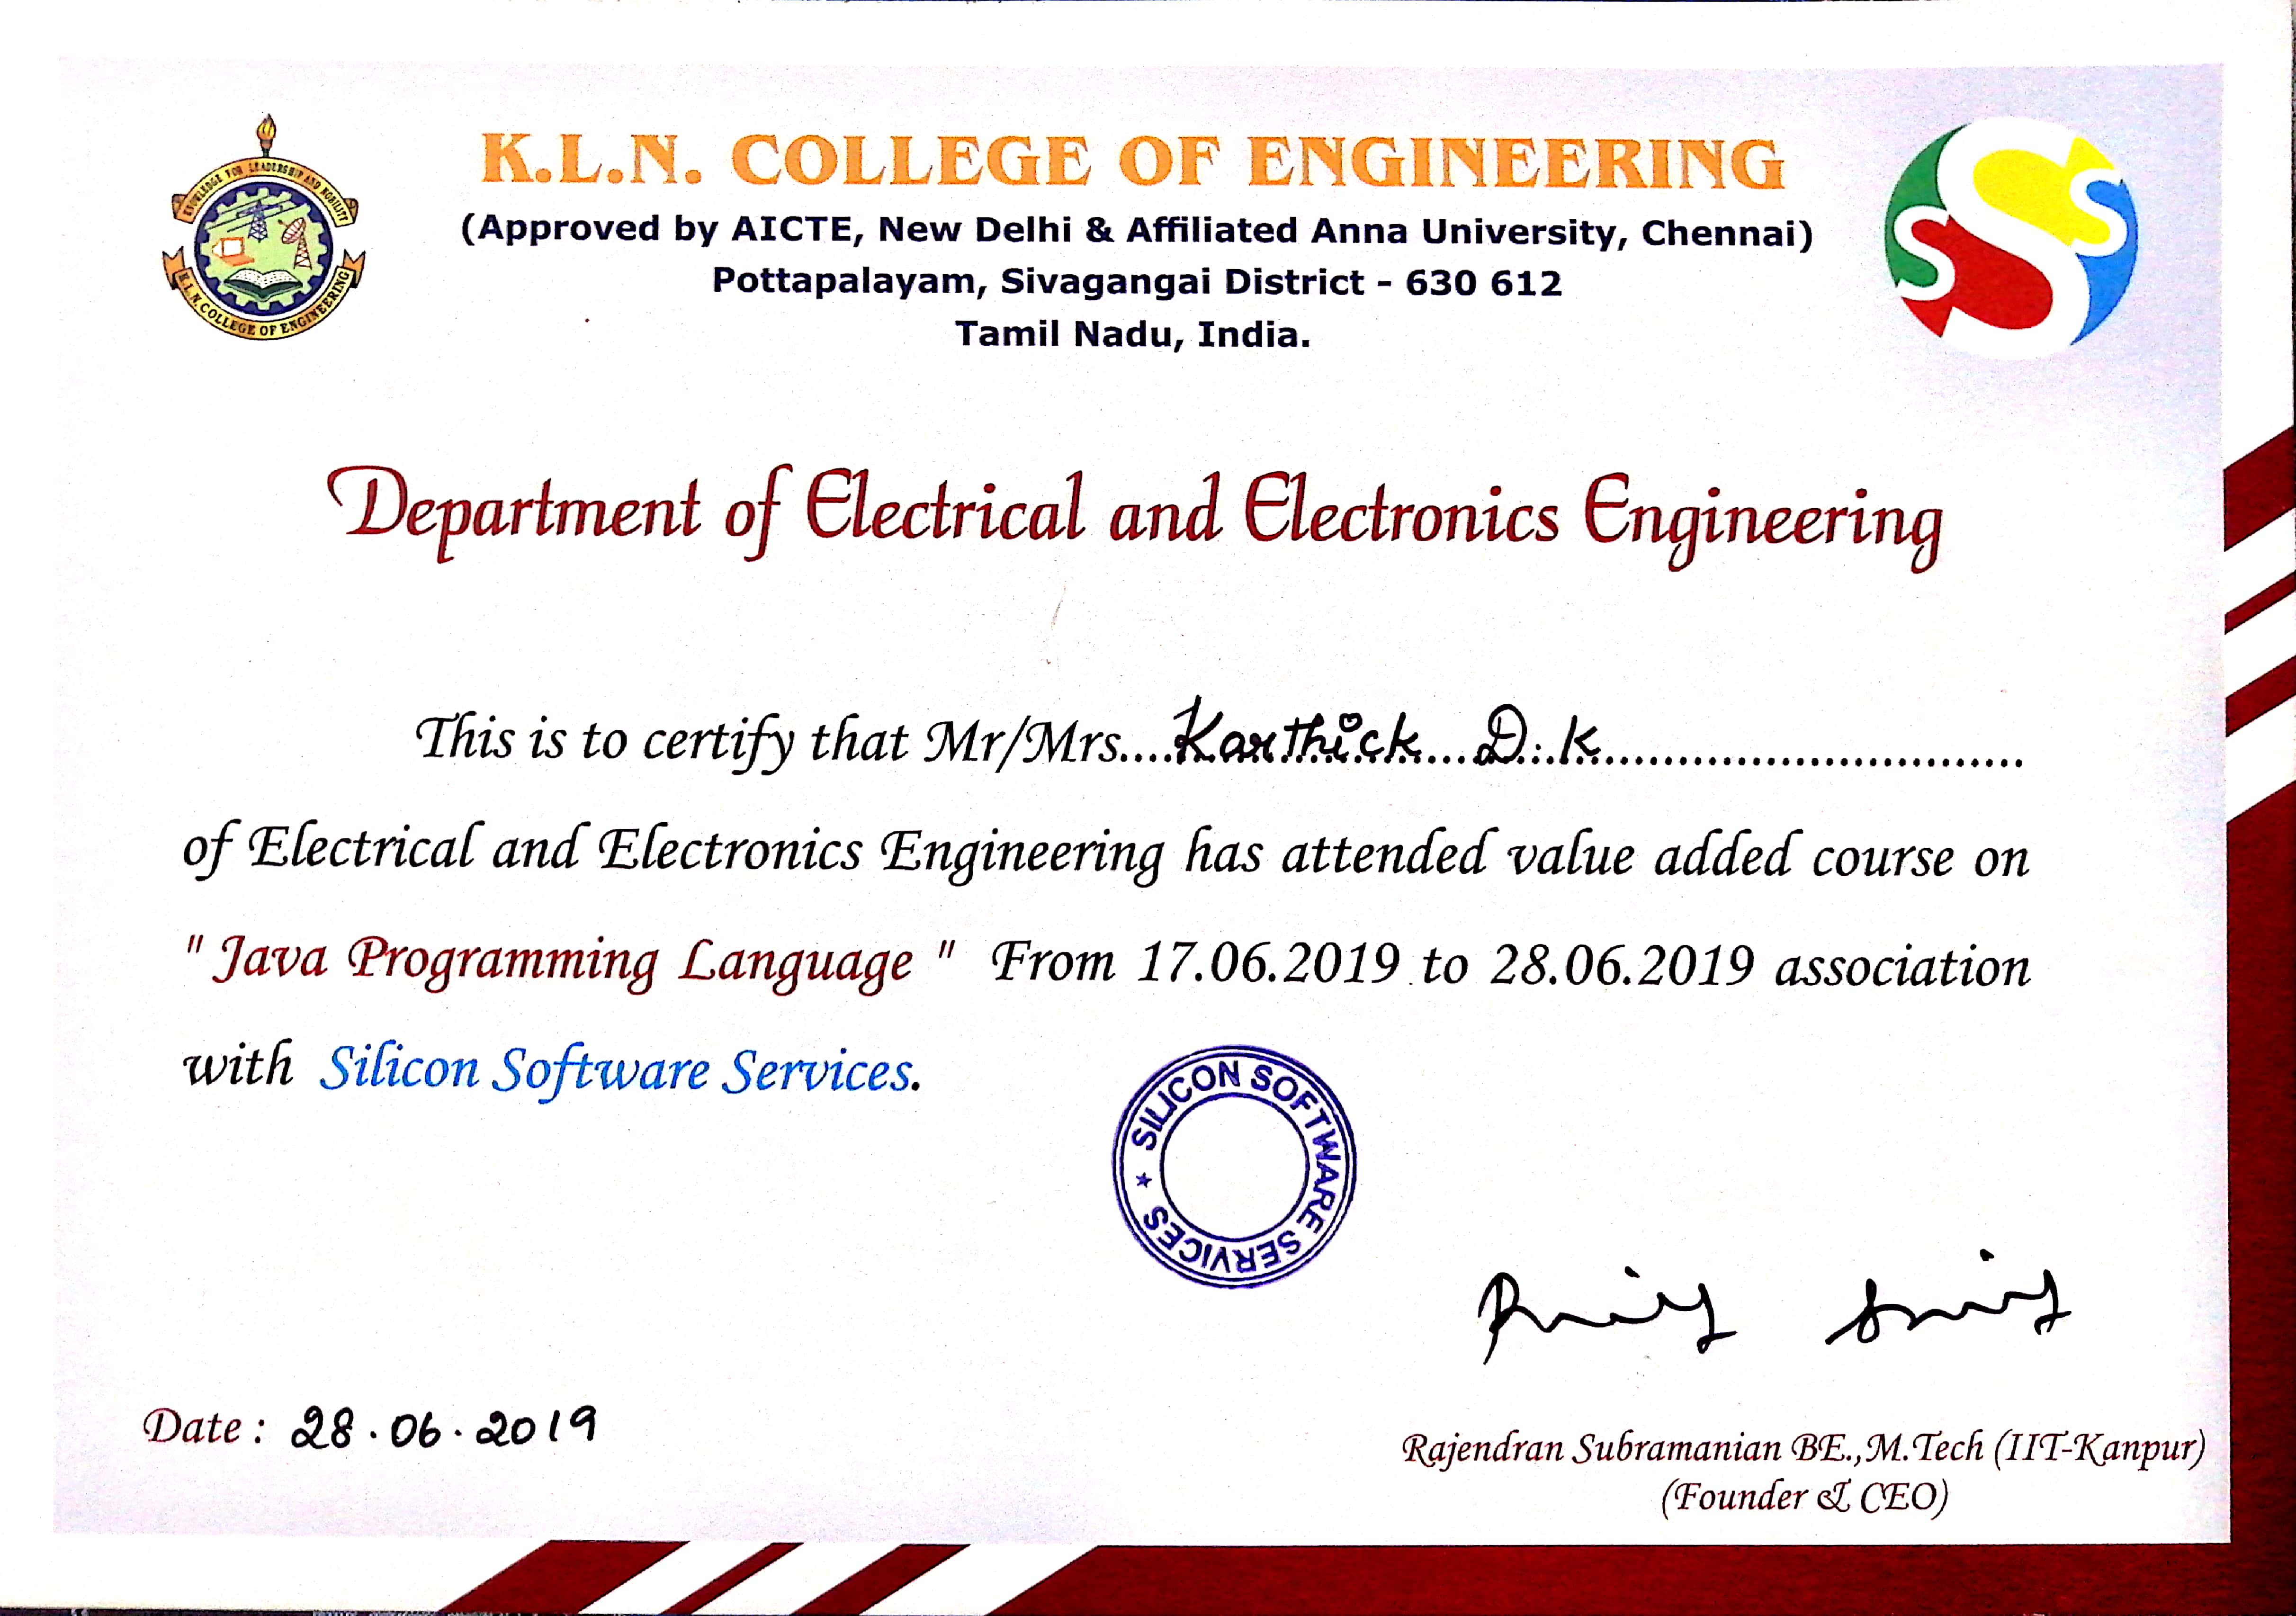 KNOWLEDGE FOR LEADERSHIP AND NOBILITY
K.L.N. COLLEGE OF ENGINEERING
K.L.N. COLLEGE OF ENGINEERING
(Approved by AICTE, New Delhi & Affiliated Anna University, Chennai)
Pottapalayam, Sivagangai District - 630 612
Tamil Nadu, India.
SSS
Department of Electrical and Electronics Engineering
This is to certify that Mr/Mrs....Karthick D.K..............................
of Electrical and Electronics Engineering has attended value added course on
" Java Programming Language " From 17.06.2019 to 28.06.2019 association
with Silicon Software Services.
SILICON SOFTWARE SERVICES ★
Date : 28.06.2019
Rajendran Subramanian BE.,M.Tech (IIT-Kanpur)
(Founder & CEO)